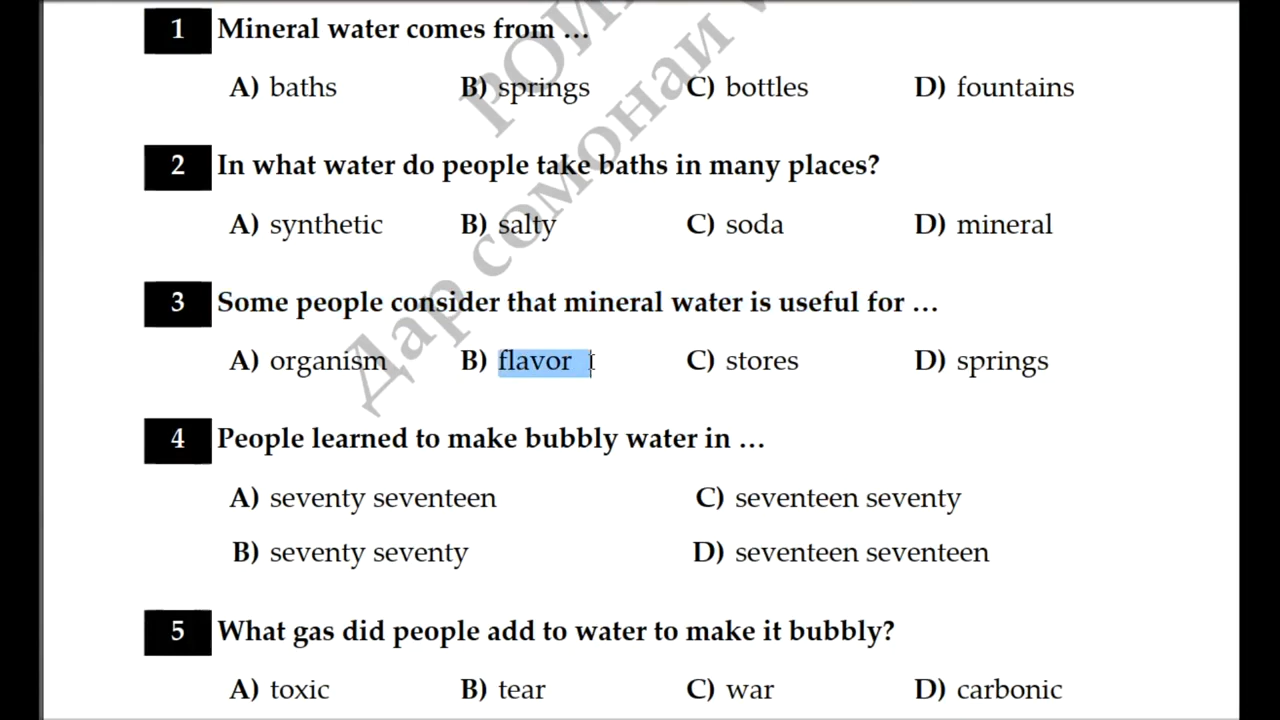 1 Mineral water comes from …
A) baths B) springs C) bottles D) fountains
2 In what water do people take baths in many places?
A) synthetic B) salty C) soda D) mineral
3 Some people consider that mineral water is useful for …
A) organism B) flavor C) stores D) springs
4 People learned to make bubbly water in …
A) seventy seventeen C) seventeen seventy
B) seventy seventy D) seventeen seventeen
5 What gas did people add to water to make it bubbly?
A) toxic B) tear C) war D) carbonic
Дар сомонаи